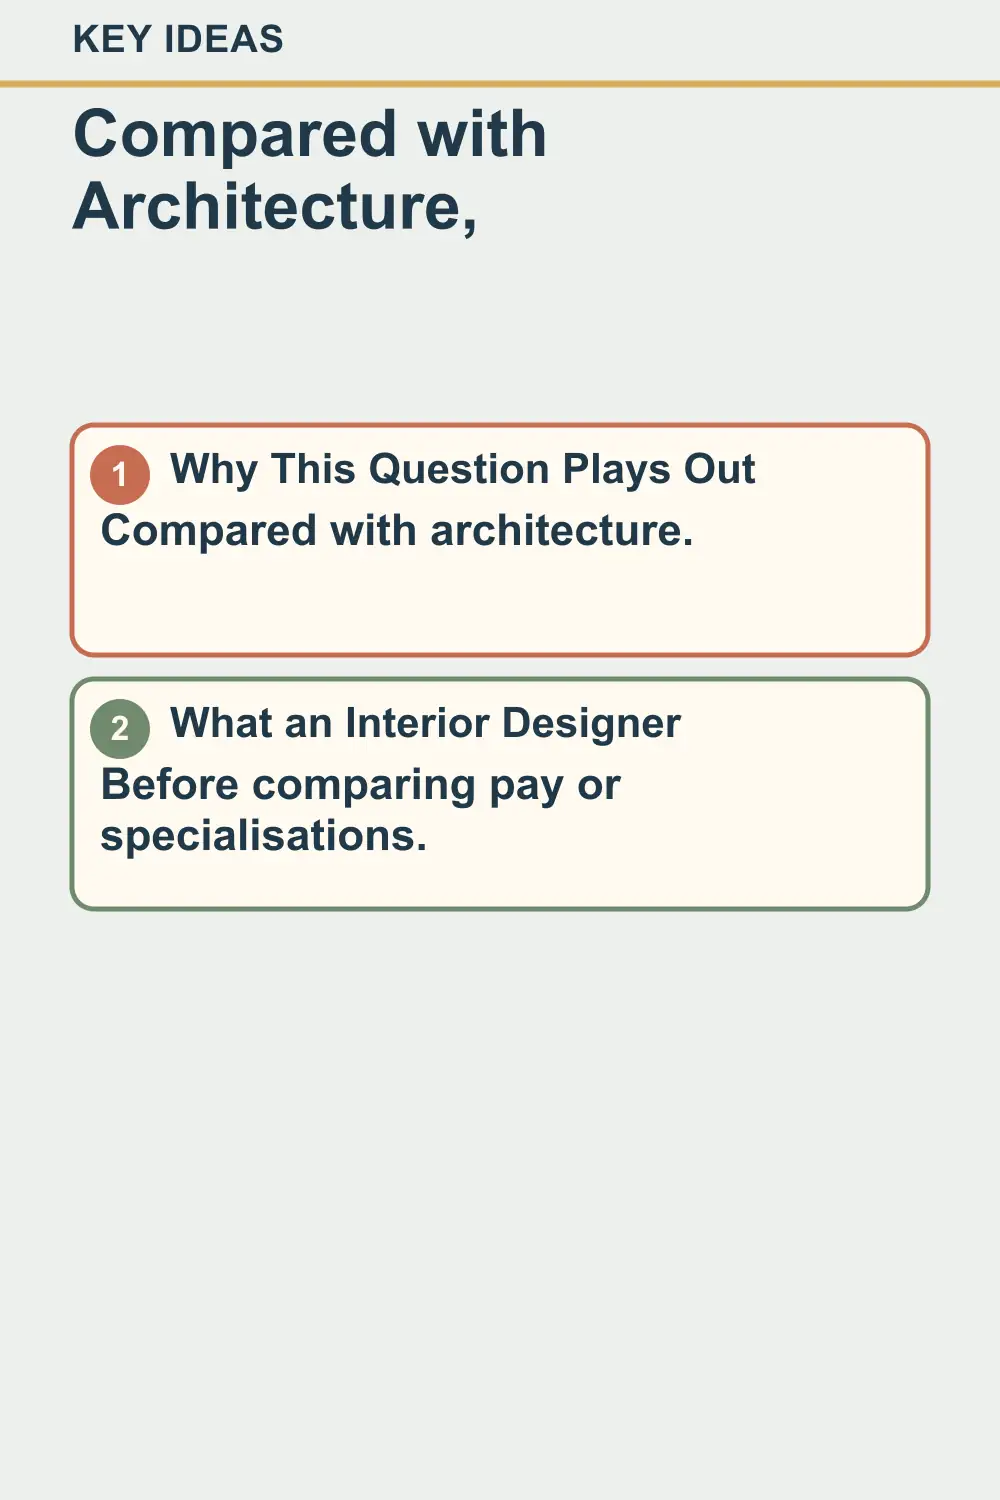 KEY IDEAS
Compared with
Architecture,
1 Why This Question Plays Out
Compared with architecture.
2 What an Interior Designer
Before comparing pay or
specialisations.